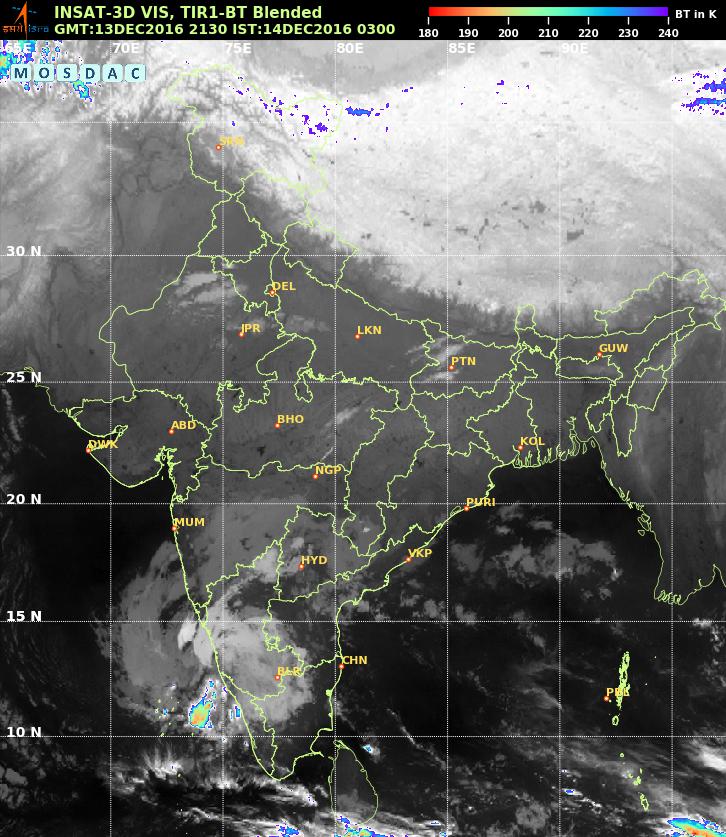 INSAT-3D VIS, TIR1-BT Blended
GMT:13DEC2016 2130 IST:14DEC2016 0300
BT in K
180 190 200 210 220 230 240
65E 70E 75E 80E 85E 90E
MOSDAC
SRN
30 N
DEL
JPR
LKN
GUW
PTN
25 N
ABD
BHO
DWK
KOL
NGP
20 N
PURI
MUM
VKP
HYD
15 N
CHN
BLR
10 N